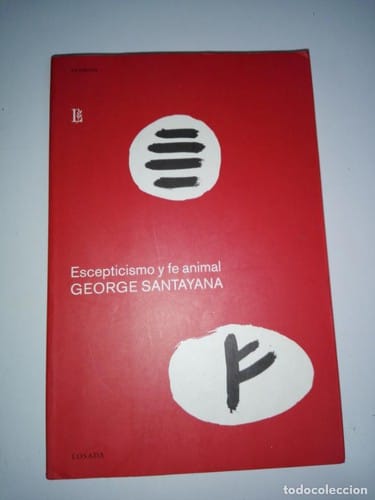 Escepticismo y fe animal
GEORGE SANTAYANA
LOSADA
todocoleccion